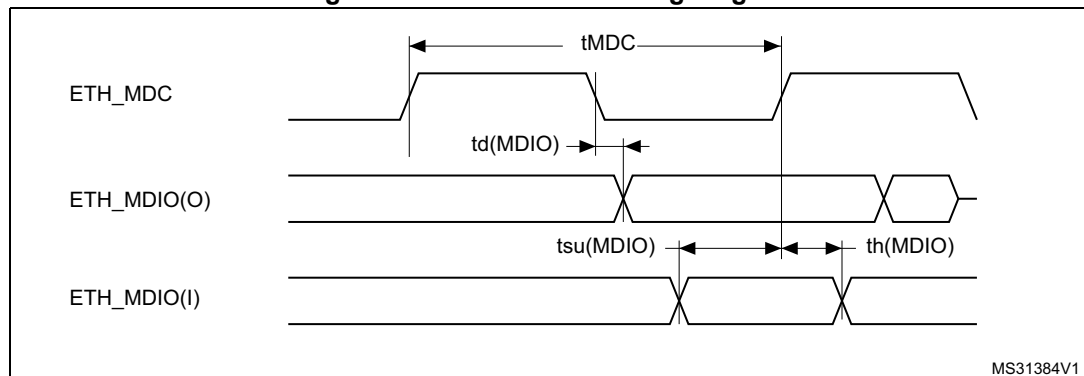 tMDC
ETH_MDC
td(MDIO)
ETH_MDIO(O)
tsu(MDIO) th(MDIO)
ETH_MDIO(I)
MS31384V1